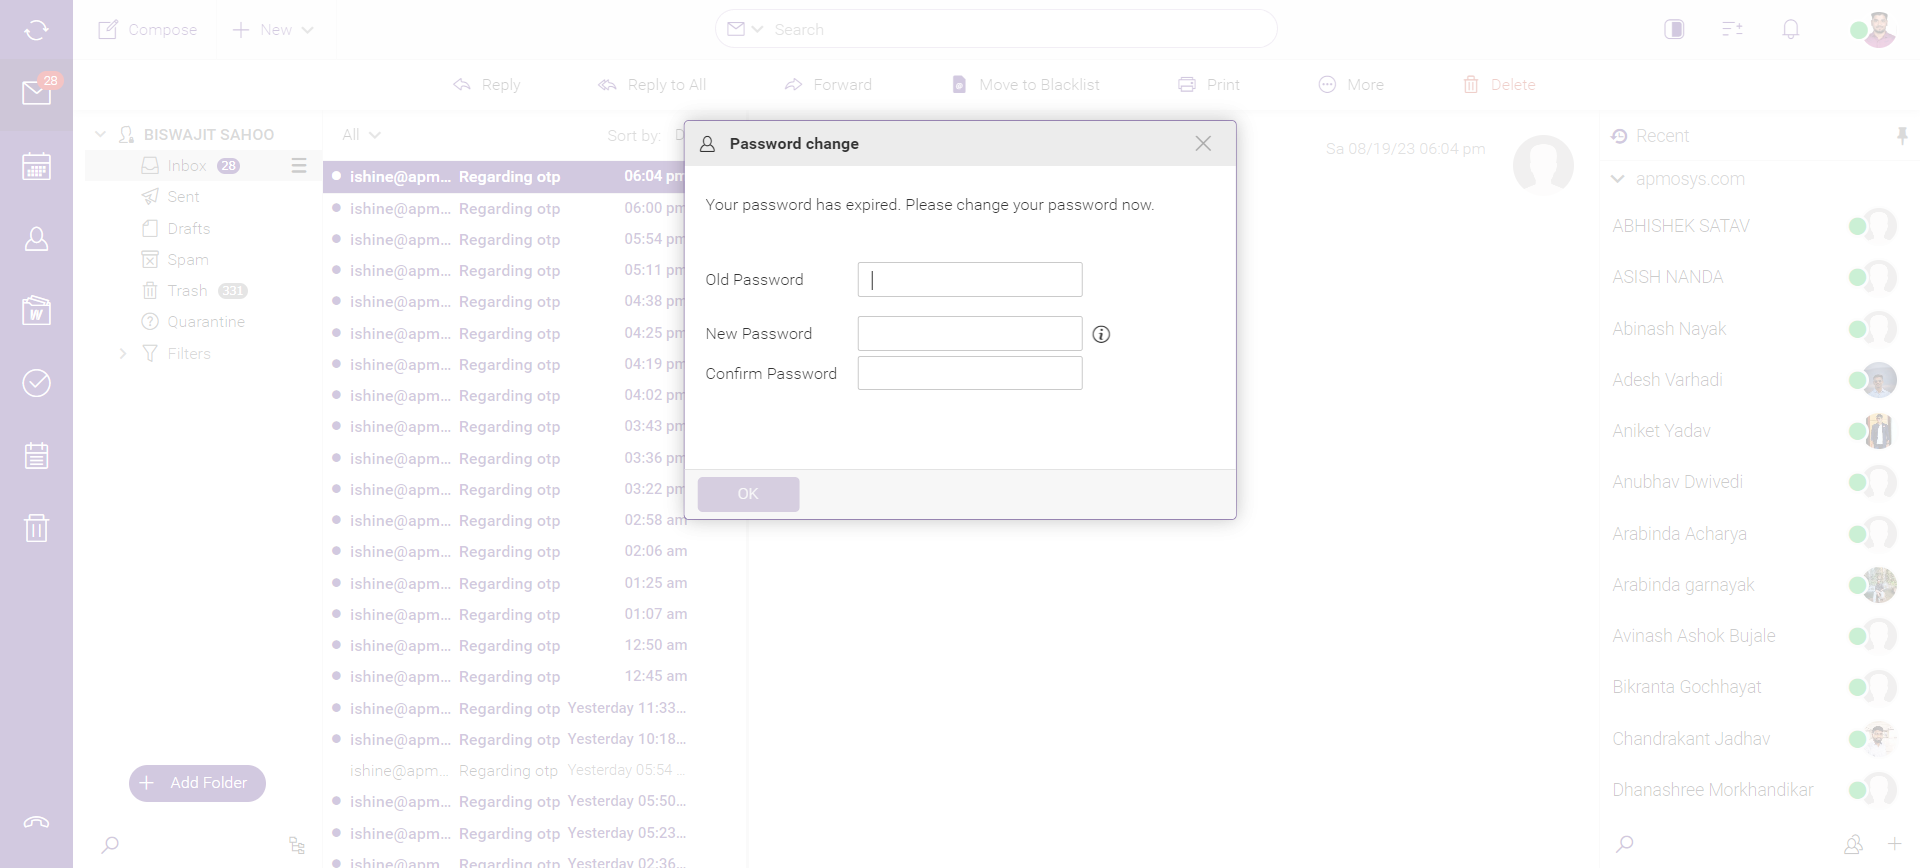 Compose
New
Search
28
Reply
Reply to All
Forward
Move to Blacklist
Print
More
Delete
BISWAJIT SAHOO
Inbox 28
Sent
Drafts
Spam
Trash 331
Quarantine
Filters
Add Folder
All
Sort by: D
ishine@apm... Regarding otp 06:04 pm
ishine@apm... Regarding otp 06:00 pm
ishine@apm... Regarding otp 05:54 pm
ishine@apm... Regarding otp 05:11 pm
ishine@apm... Regarding otp 04:38 pm
ishine@apm... Regarding otp 04:25 pm
ishine@apm... Regarding otp 04:19 pm
ishine@apm... Regarding otp 04:02 pm
ishine@apm... Regarding otp 03:43 pm
ishine@apm... Regarding otp 03:36 pm
ishine@apm... Regarding otp 03:22 pm
ishine@apm... Regarding otp 02:58 am
ishine@apm... Regarding otp 02:06 am
ishine@apm... Regarding otp 01:25 am
ishine@apm... Regarding otp 01:07 am
ishine@apm... Regarding otp 12:50 am
ishine@apm... Regarding otp 12:45 am
ishine@apm... Regarding otp Yesterday 11:33...
ishine@apm... Regarding otp Yesterday 10:18...
ishine@apm... Regarding otp Yesterday 05:54 ...
ishine@apm... Regarding otp Yesterday 05:50...
ishine@apm... Regarding otp Yesterday 05:23...
ishine@apm... Regarding otp Yesterday 02:36...
Password change
Your password has expired. Please change your password now.
Old Password
New Password
Confirm Password
OK
Sa 08/19/23 06:04 pm
Recent
apmosys.com
ABHISHEK SATAV
ASISH NANDA
Abinash Nayak
Adesh Varhadi
Aniket Yadav
Anubhav Dwivedi
Arabinda Acharya
Arabinda garnayak
Avinash Ashok Bujale
Bikranta Gochhayat
Chandrakant Jadhav
Dhanashree Morkhandikar